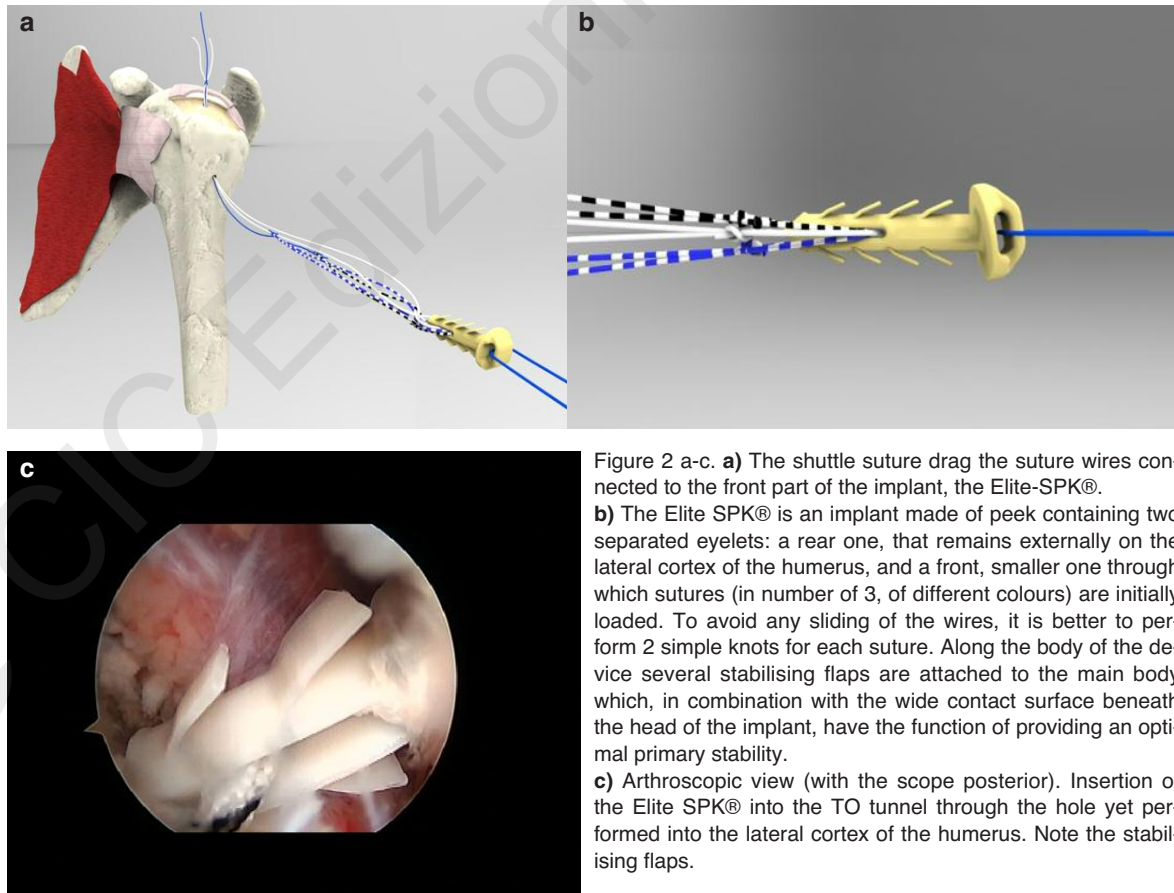 a
b
c
CIC Edizion
Figure 2 a-c. a) The shuttle suture drag the suture wires con-
nected to the front part of the implant, the Elite-SPK®.
b) The Elite SPK® is an implant made of peek containing two
separated eyelets: a rear one, that remains externally on the
lateral cortex of the humerus, and a front, smaller one through
which sutures (in number of 3, of different colours) are initially
loaded. To avoid any sliding of the wires, it is better to per-
form 2 simple knots for each suture. Along the body of the de-
vice several stabilising flaps are attached to the main body
which, in combination with the wide contact surface beneath
the head of the implant, have the function of providing an opti-
mal primary stability.
c) Arthroscopic view (with the scope posterior). Insertion o
the Elite SPK® into the TO tunnel through the hole yet per-
formed into the lateral cortex of the humerus. Note the stabil-
ising flaps.